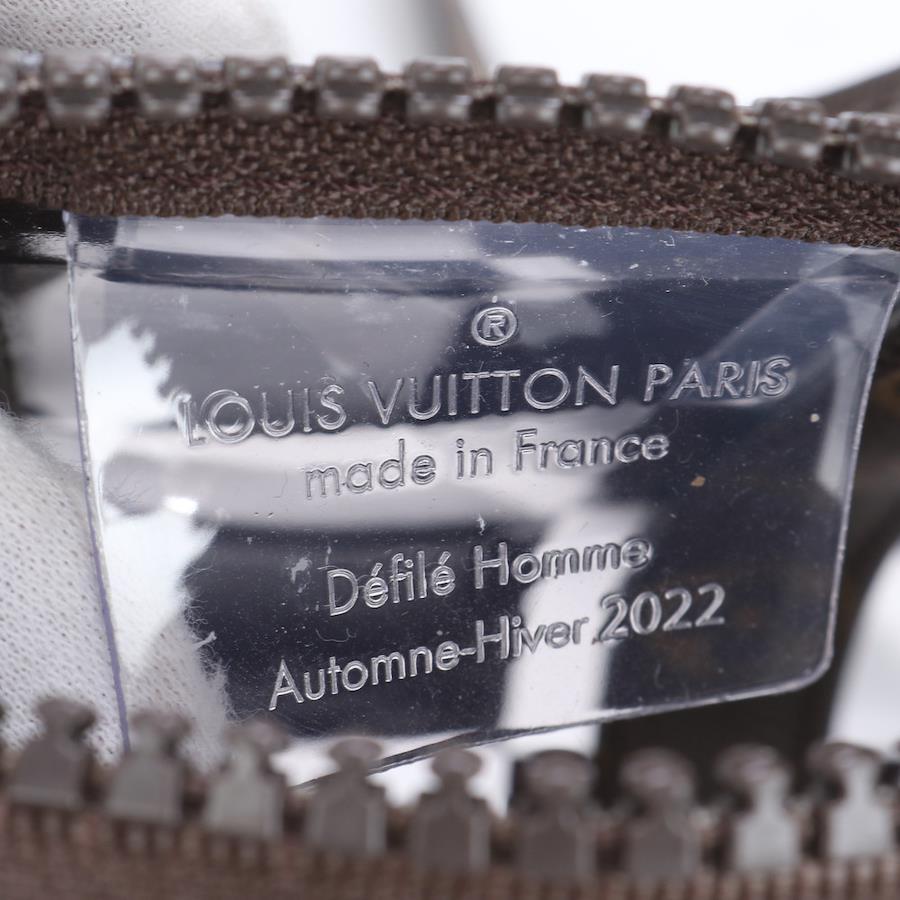 ®
LOUIS VUITTON PARIS
made in France
Défilé Homme
Automne-Hiver 2022